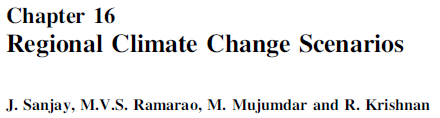 Chapter 16
Regional Climate Change Scenarios
J. Sanjay, M.V.S. Ramarao, M. Mujumdar and R. Krishnan